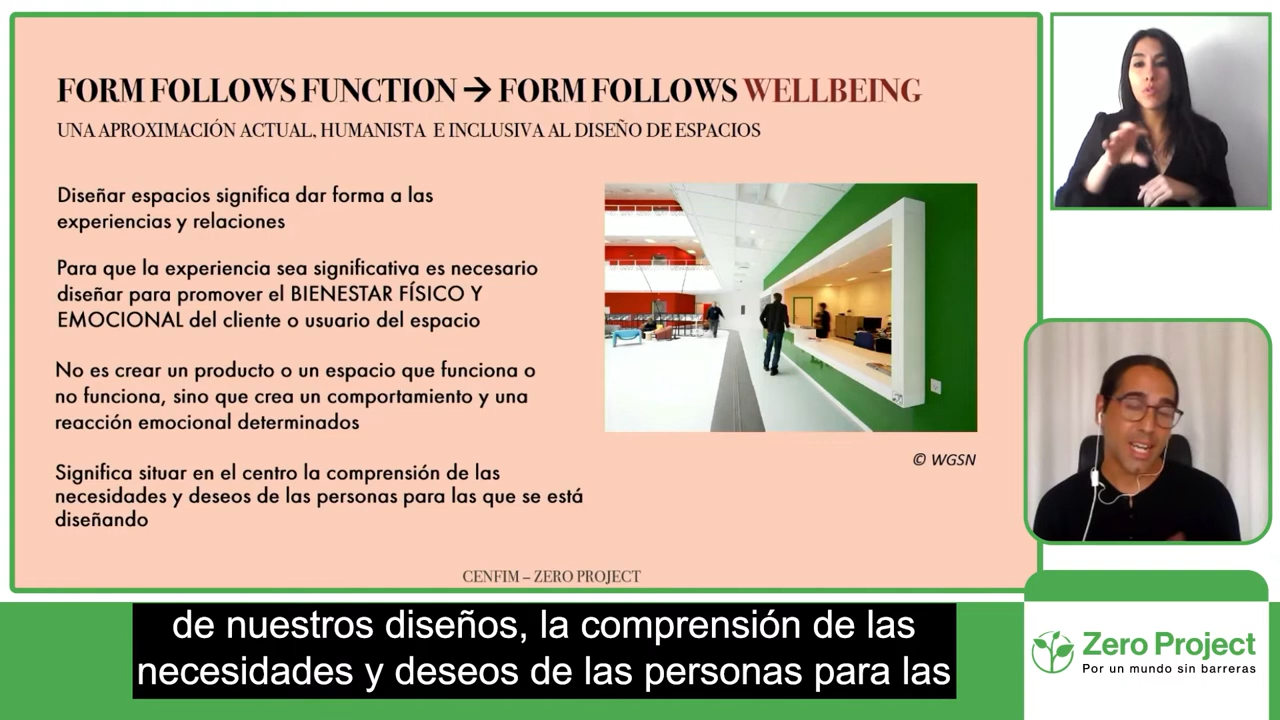 FORM FOLLOWS FUNCTION → FORM FOLLOWS WELLBEING
UNA APROXIMACIÓN ACTUAL, HUMANISTA E INCLUSIVA AL DISEÑO DE ESPACIOS
Diseñar espacios significa dar forma a las
experiencias y relaciones
Para que la experiencia sea significativa es necesario
diseñar para promover el BIENESTAR FÍSICO Y
EMOCIONAL del cliente o usuario del espacio
No es crear un producto o un espacio que funciona o
no funciona, sino que crea un comportamiento y una
reacción emocional determinados
Significa situar en el centro la comprensión de las
necesidades y deseos de las personas para las que se está
diseñando
© WGSN
CENFIM – ZERO PROJECT
de nuestros diseños, la comprensión de las
necesidades y deseos de las personas para las
Zero Project
Por un mundo sin barreras